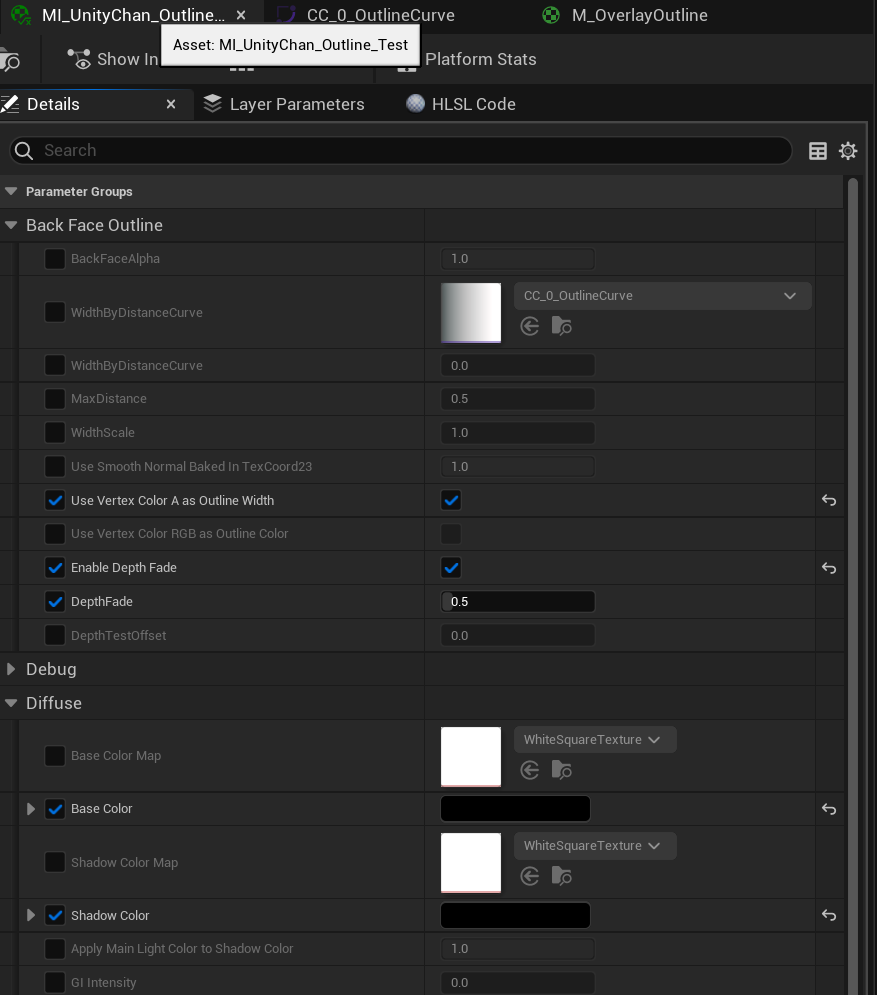 MI_UnityChan_Outline...
CC_0_OutlineCurve
M_OverlayOutline
Asset: MI_UnityChan_Outline_Test
Show In
Platform Stats
Details
Layer Parameters
HLSL Code
Search
Parameter Groups
Back Face Outline
BackFaceAlpha 1.0
WidthByDistanceCurve CC_0_OutlineCurve
WidthByDistanceCurve 0.0
MaxDistance 0.5
WidthScale 1.0
Use Smooth Normal Baked In TexCoord23 1.0
Use Vertex Color A as Outline Width
Use Vertex Color RGB as Outline Color
Enable Depth Fade
DepthFade 0.5
DepthTestOffset 0.0
Debug
Diffuse
Base Color Map WhiteSquareTexture
Base Color
Shadow Color Map WhiteSquareTexture
Shadow Color
Apply Main Light Color to Shadow Color 1.0
GI Intensity 0.0